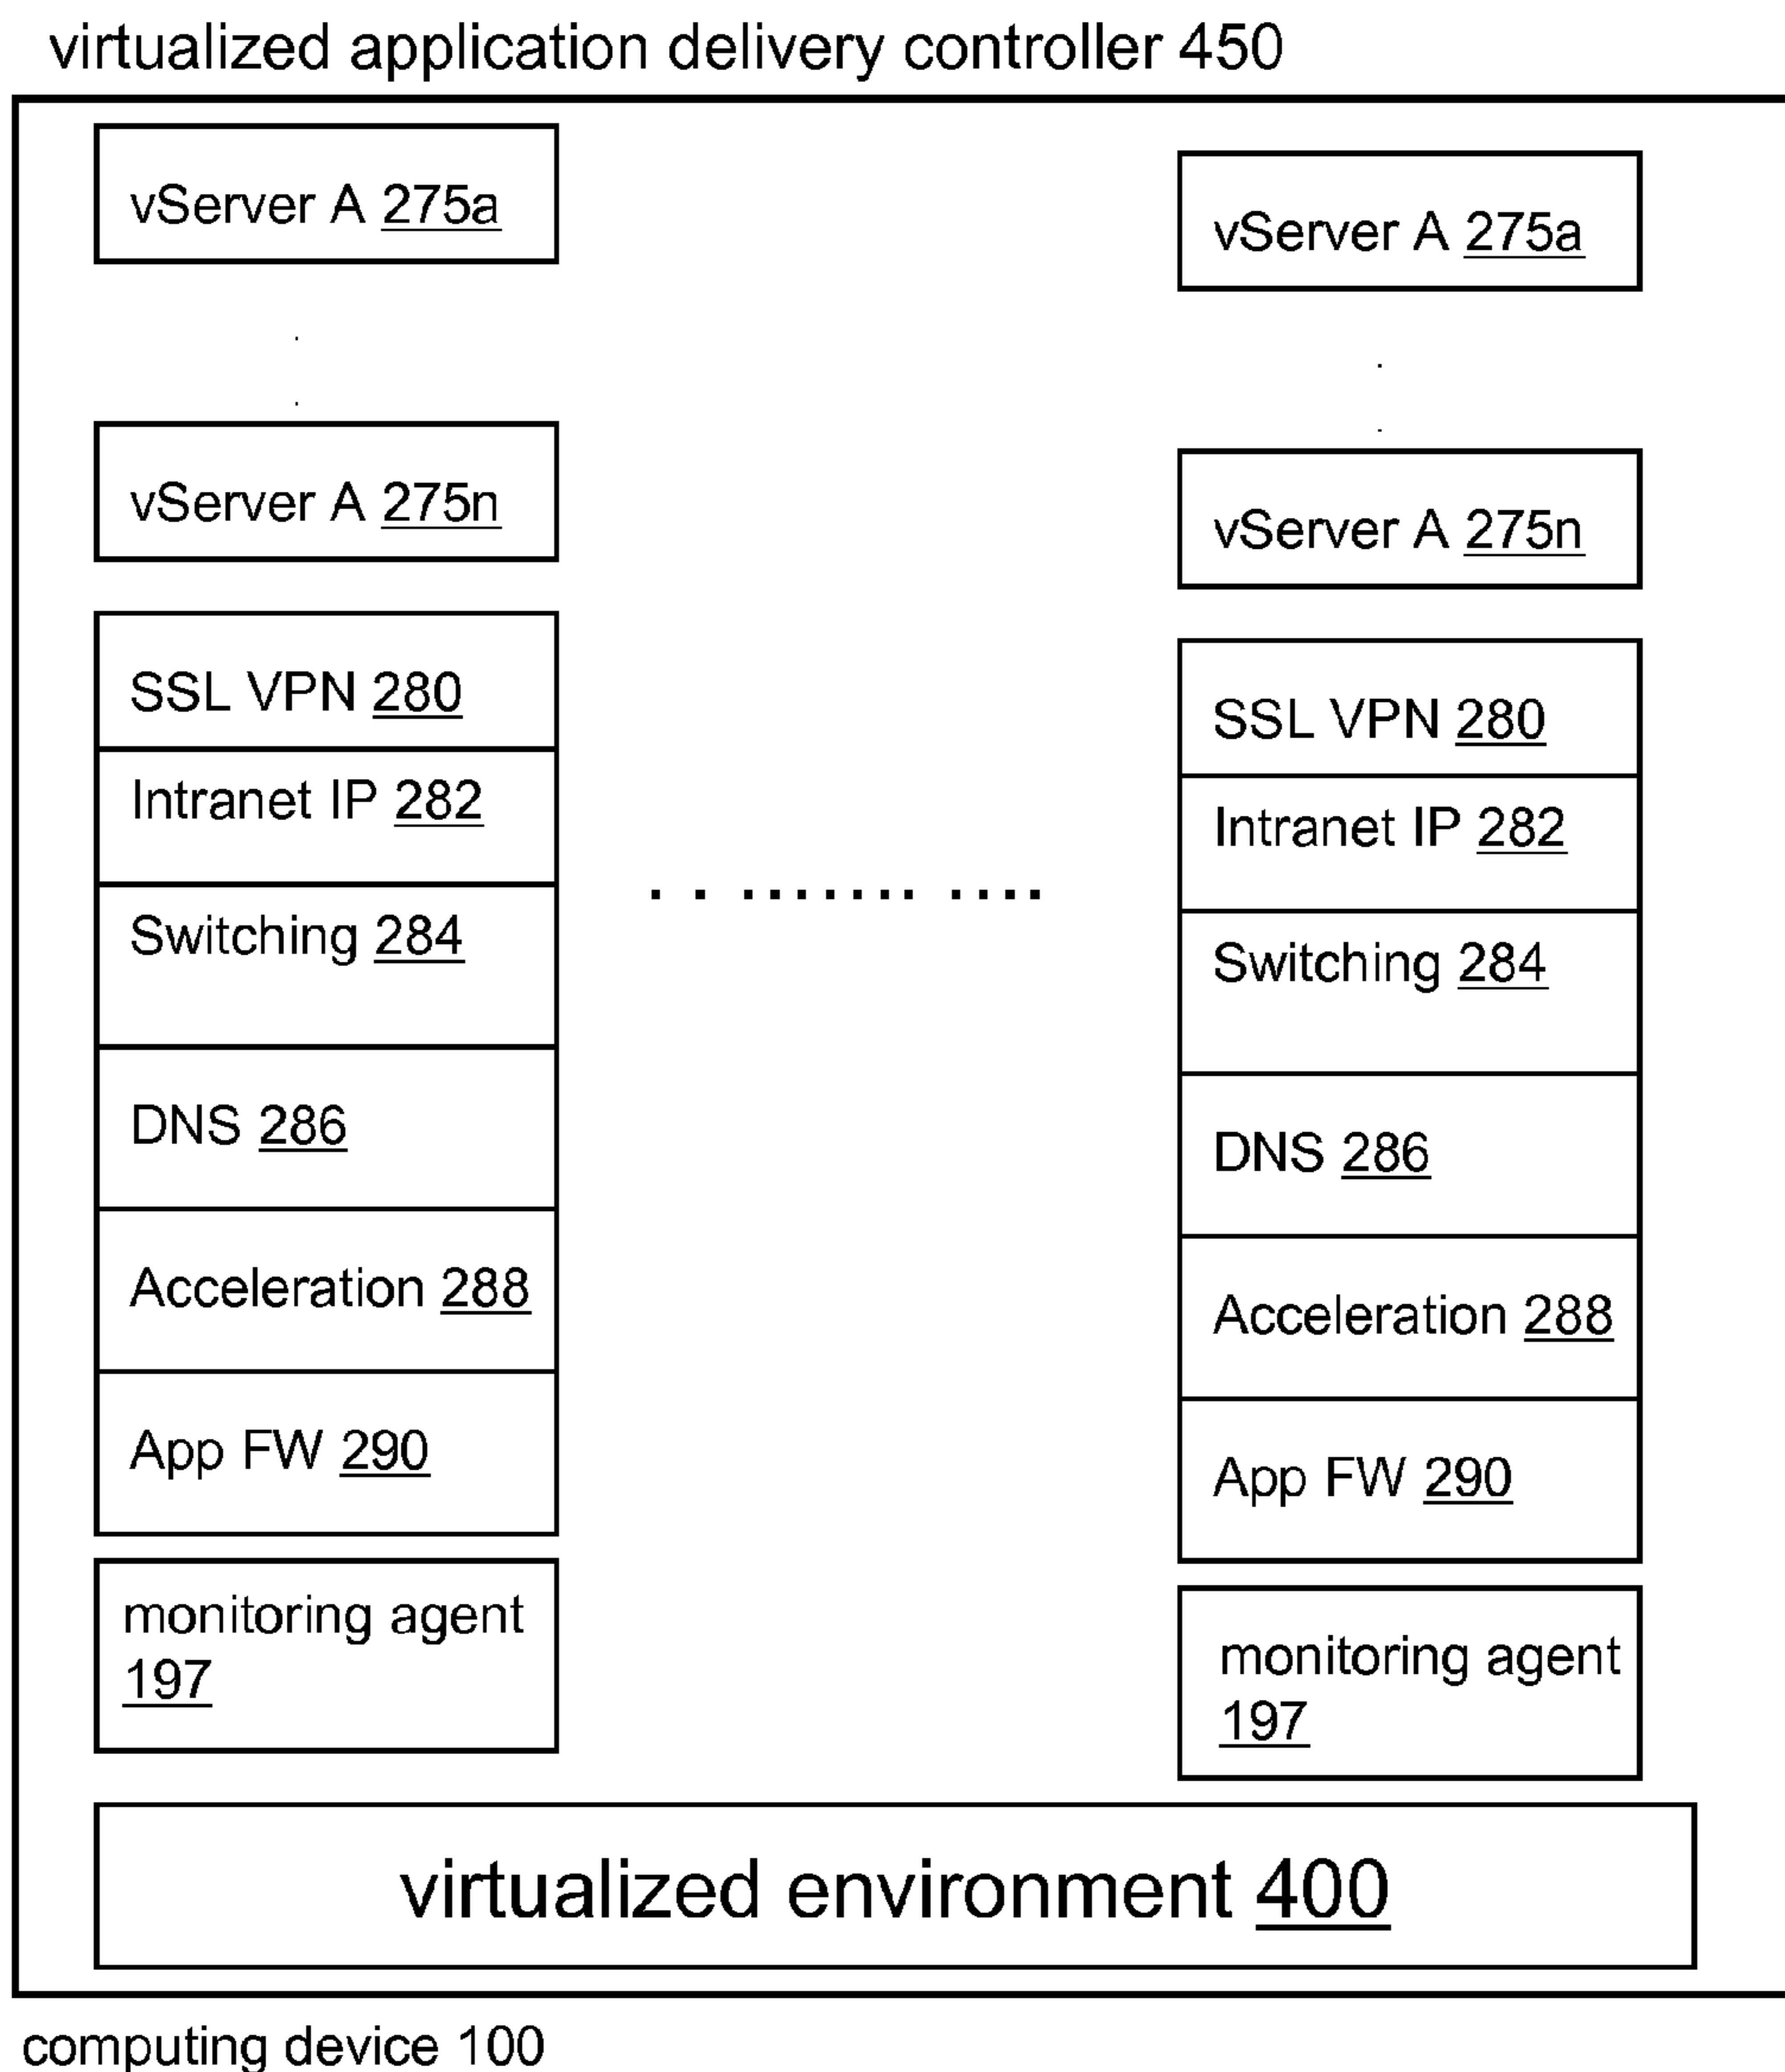 virtualized application delivery controller 450
vServer A 275a
vServer A 275n
SSL VPN 280
Intranet IP 282
Switching 284
DNS 286
Acceleration 288
App FW 290
monitoring agent
197
vServer A 275a
vServer A 275n
SSL VPN 280
Intranet IP 282
Switching 284
DNS 286
Acceleration 288
App FW 290
monitoring agent
197
virtualized environment 400
computing device 100